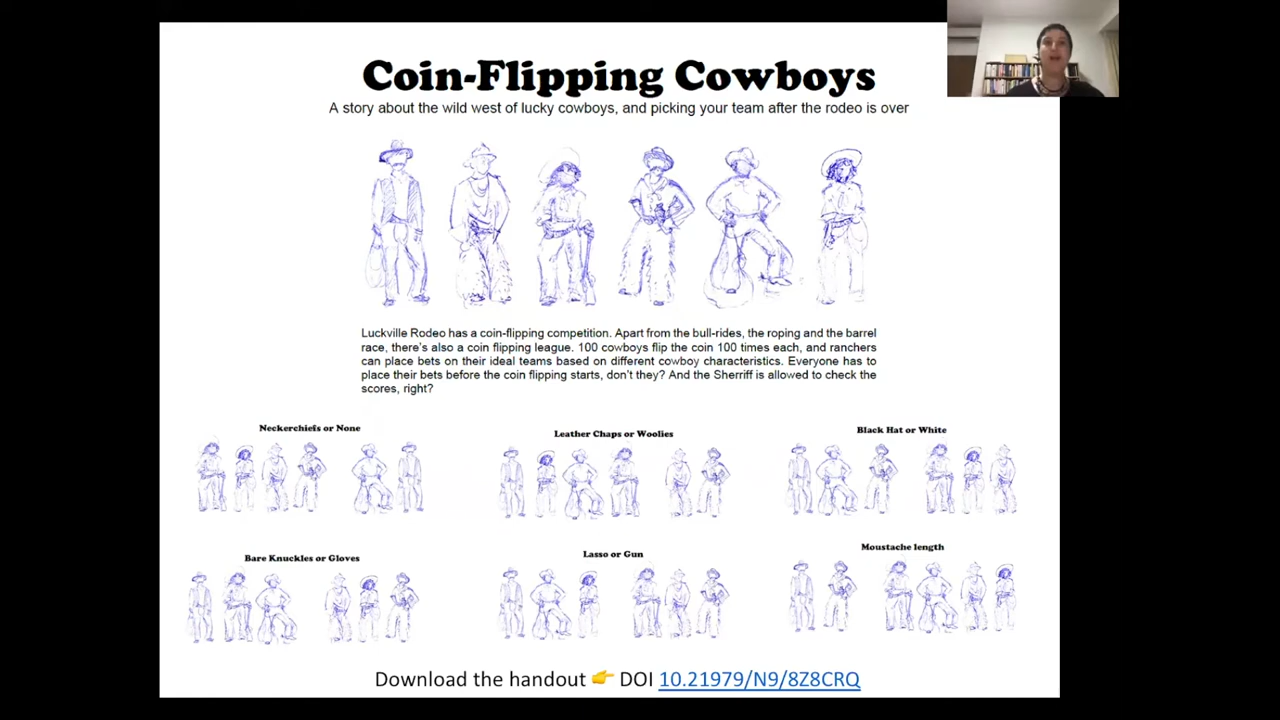 Coin-Flipping Cowboys
A story about the wild west of lucky cowboys, and picking your team after the rodeo is over
Luckville Rodeo has a coin-flipping competition. Apart from the bull-rides, the roping and the barrel
race, there's also a coin flipping league. 100 cowboys flip the coin 100 times each, and ranchers
can place bets on their ideal teams based on different cowboy characteristics. Everyone has to
place their bets before the coin flipping starts, don't they? And the Sherriff is allowed to check the
scores, right?
Neckerchiefs or None
Leather Chaps or Woolies
Black Hat or White
Bare Knuckles or Gloves
Lasso or Gun
Moustache length
Download the handout 👉 DOI 10.21979/N9/8Z8CRQ